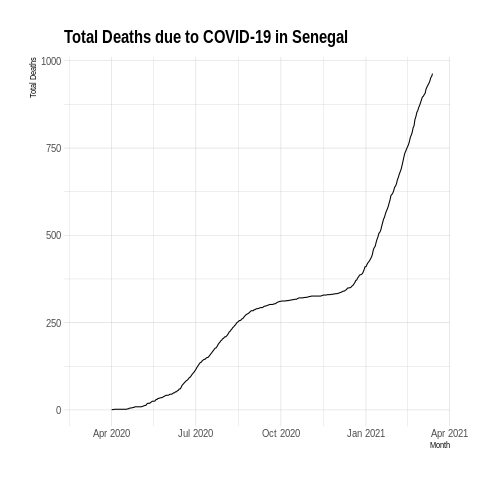 Total Deaths due to COVID-19 in Senegal
Total Deaths
1000
750
500
250
0
Apr 2020
Jul 2020
Oct 2020
Jan 2021
Apr 2021
Month